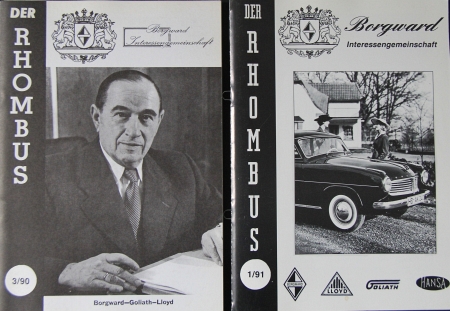 DER RHOMBUS
Borgward
Interessengemeinschaft
3/90
Borgward-Goliath-Lloyd
DER RHOMBUS
Borgward
Interessengemeinschaft
1/91
LLOYD
GOLIATH
HANSA